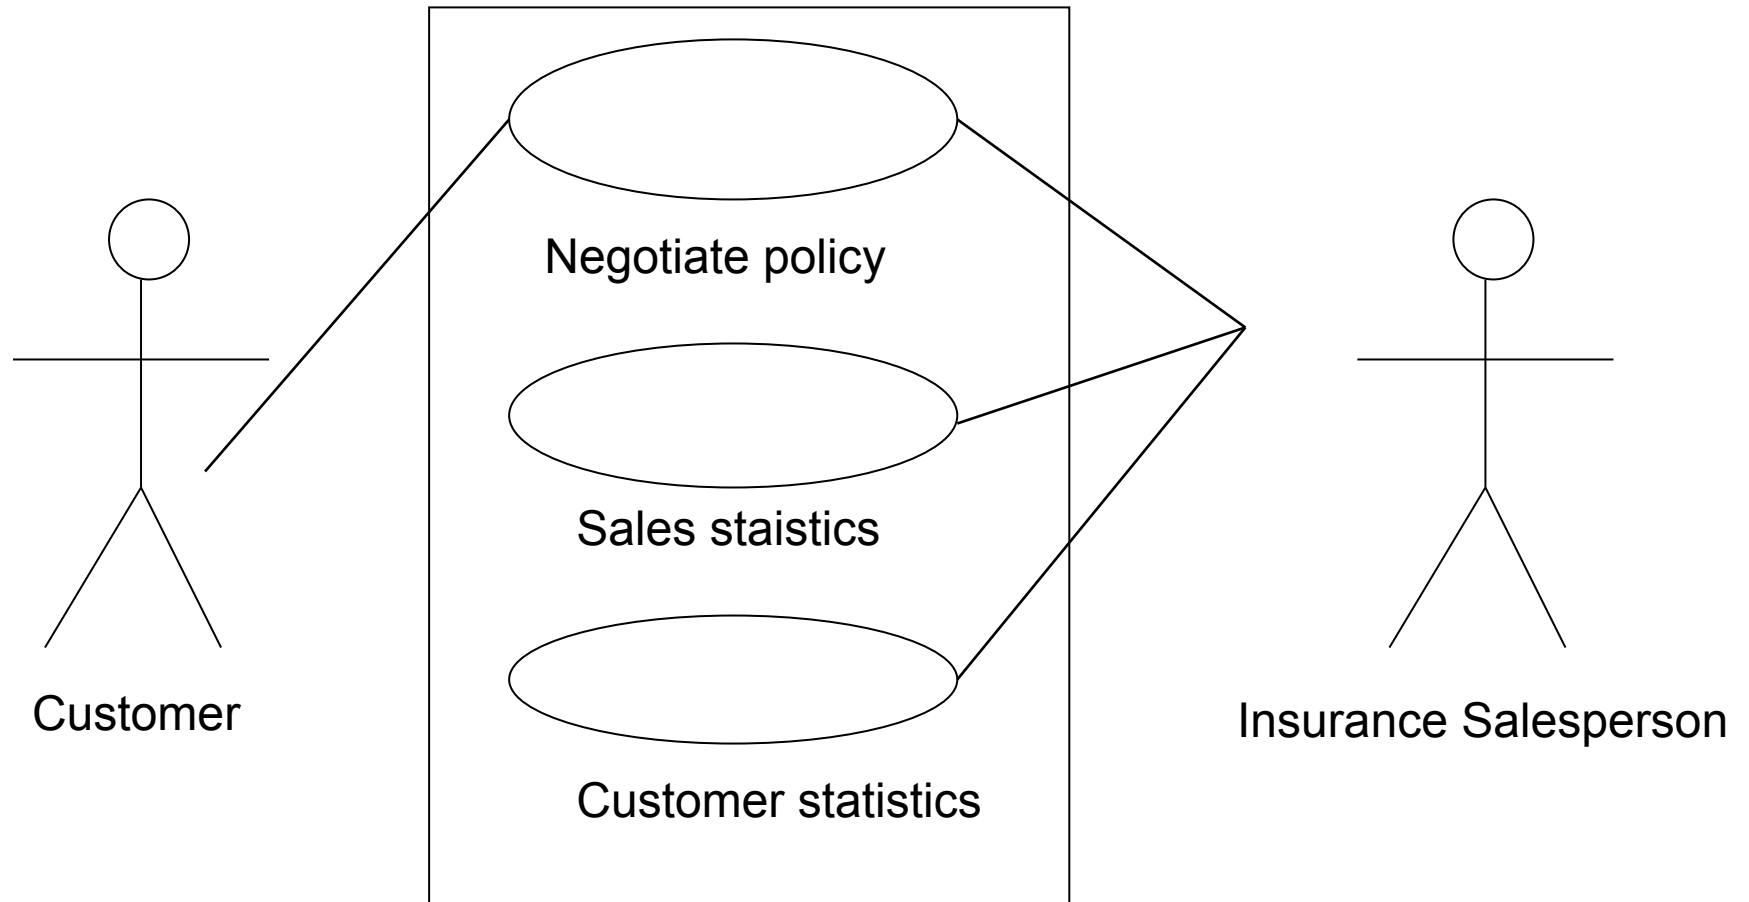 Negotiate policy
Sales staistics
Customer
Insurance Salesperson
Customer statistics